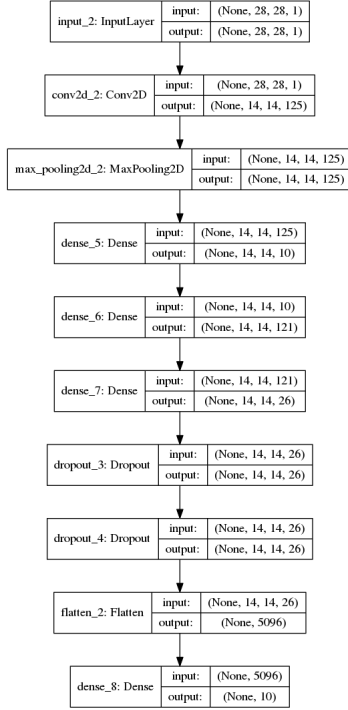 input_2: InputLayer input: (None, 28, 28, 1)
output: (None, 28, 28, 1)
conv2d_2: Conv2D input: (None, 28, 28, 1)
output: (None, 14, 14, 125)
max_pooling2d_2: MaxPooling2D input: (None, 14, 14, 125)
output: (None, 14, 14, 125)
dense_5: Dense input: (None, 14, 14, 125)
output: (None, 14, 14, 10)
dense_6: Dense input: (None, 14, 14, 10)
output: (None, 14, 14, 121)
dense_7: Dense input: (None, 14, 14, 121)
output: (None, 14, 14, 26)
dropout_3: Dropout input: (None, 14, 14, 26)
output: (None, 14, 14, 26)
dropout_4: Dropout input: (None, 14, 14, 26)
output: (None, 14, 14, 26)
flatten_2: Flatten input: (None, 14, 14, 26)
output: (None, 5096)
dense_8: Dense input: (None, 5096)
output: (None, 10)